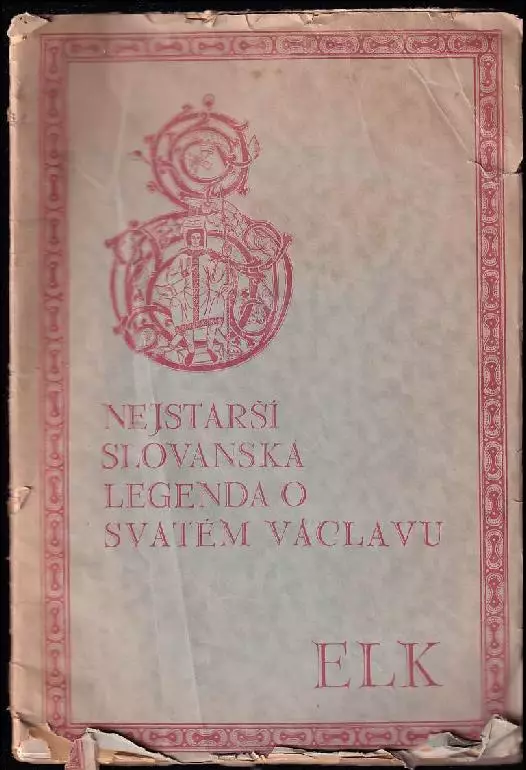 NEJSTARŠÍ
SLOVANSKÁ
LEGENDA O
SVATÉM VÁCLAVU
ELK